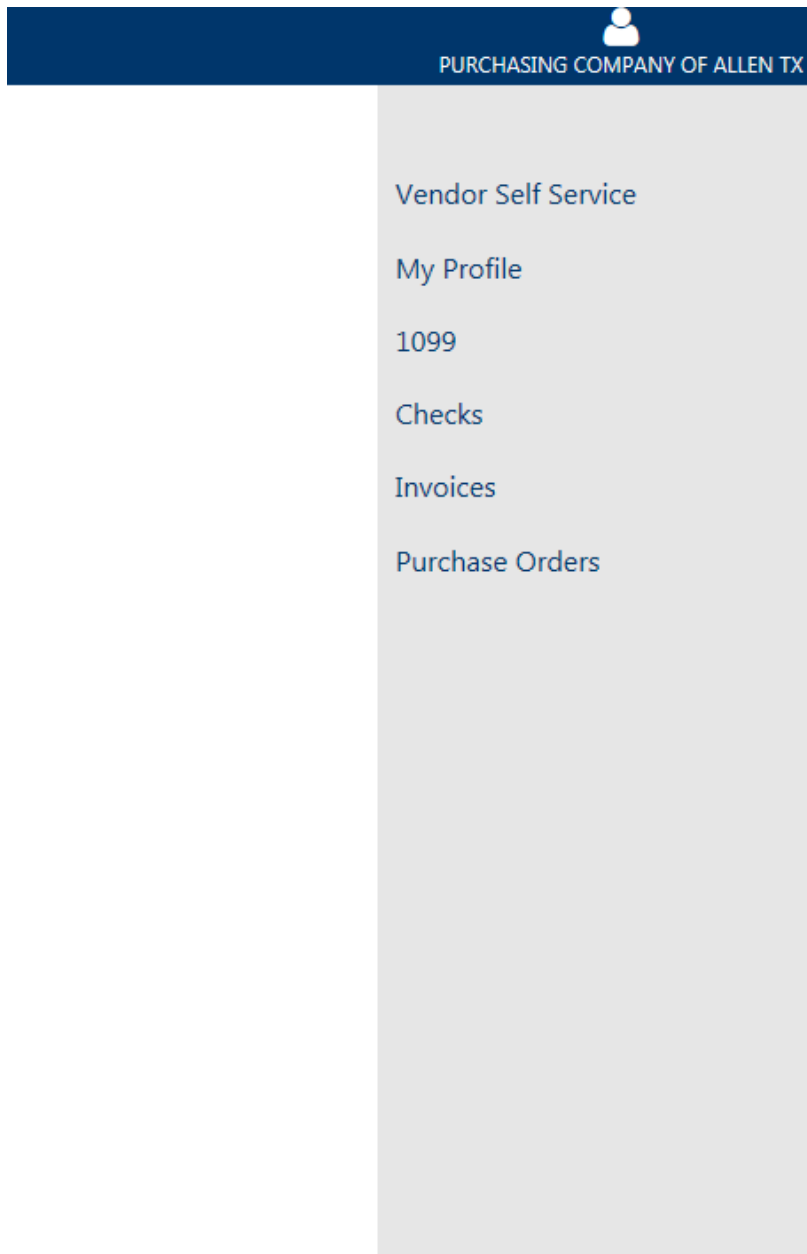 PURCHASING COMPANY OF ALLEN TX
Vendor Self Service
My Profile
1099
Checks
Invoices
Purchase Orders